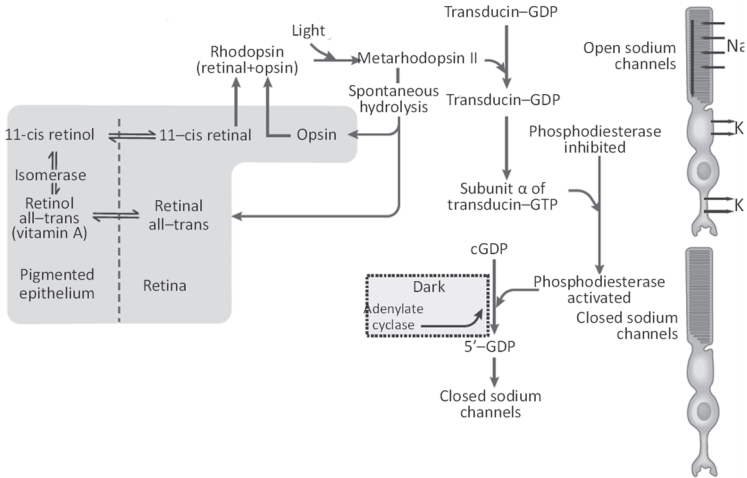 Transducin–GDP
Light
Rhodopsin
(retinal+opsin)
Metarhodopsin II
Open sodium
channels
Na
Spontaneous
hydrolysis
Transducin–GDP
11-cis retinol
11–cis retinal
Opsin
Phosphodiesterase
inhibited
K
Isomerase
Retinol
all–trans
(vitamin A)
Retinal
all–trans
Subunit α of
transducin–GTP
K
cGDP
Pigmented
epithelium
Retina
Dark
Adenylate
cyclase
Phosphodiesterase
activated
Closed sodium
channels
5′–GDP
Closed sodium
channels